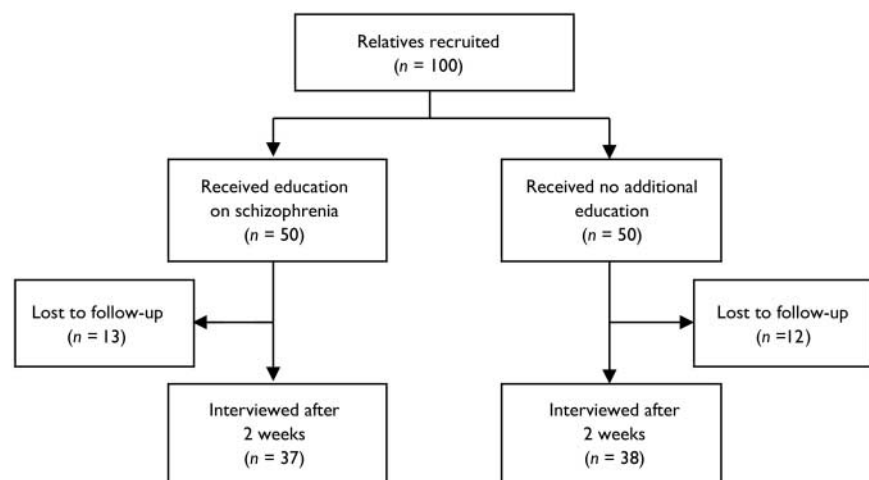 Relatives recruited
(n = 100)
Received education
on schizophrenia
(n = 50)
Received no additional
education
(n = 50)
Lost to follow-up
(n = 13)
Lost to follow-up
(n =12)
Interviewed after
2 weeks
(n = 37)
Interviewed after
2 weeks
(n = 38)